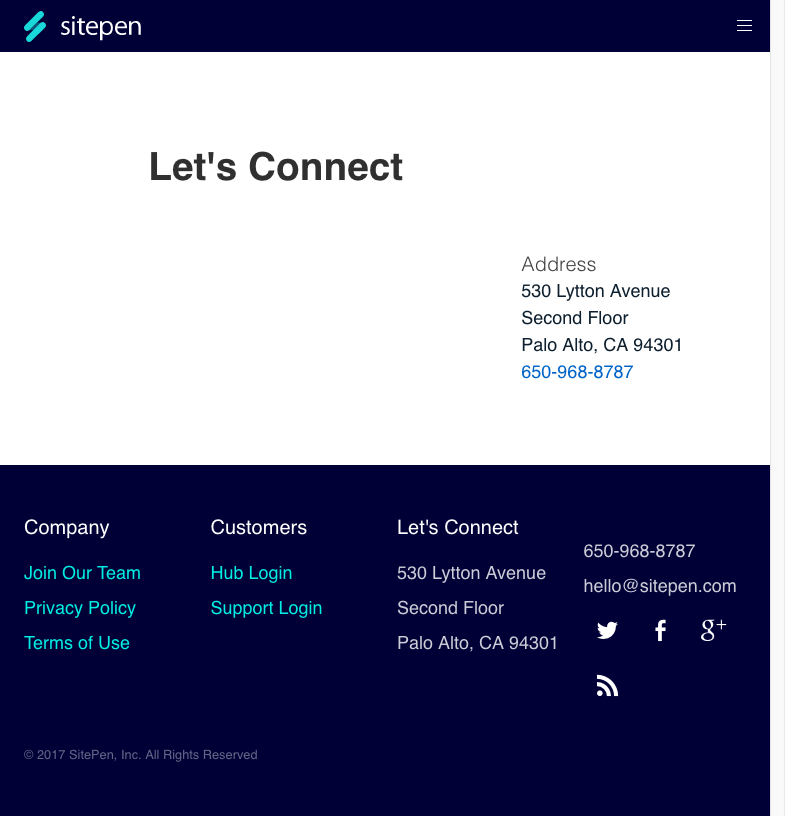 sitepen
Let's Connect
Address
530 Lytton Avenue
Second Floor
Palo Alto, CA 94301
650-968-8787
Company
Join Our Team
Privacy Policy
Terms of Use
Customers
Hub Login
Support Login
Let's Connect
530 Lytton Avenue
Second Floor
Palo Alto, CA 94301
650-968-8787
hello@sitepen.com
g+
© 2017 SitePen, Inc. All Rights Reserved